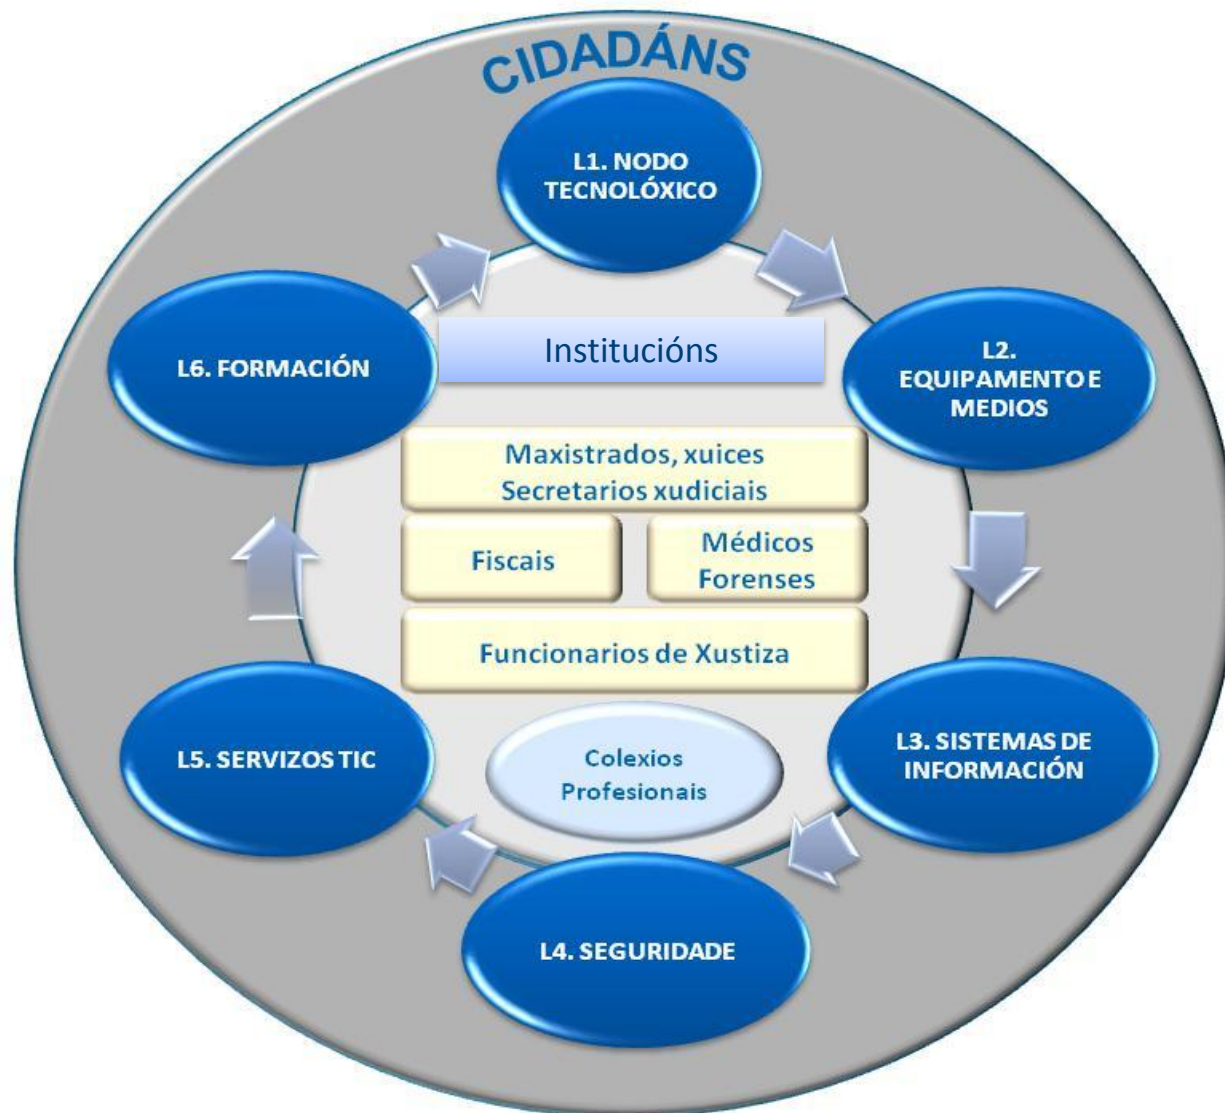 CIDADÁNS
L1. NODO
TECNOLÓXICO
L2.
EQUIPAMENTO E
MEDIOS
L3. SISTEMAS DE
INFORMACIÓN
L4. SEGURIDADE
L5. SERVIZOS TIC
L6. FORMACIÓN
Institucións
Maxistrados, xuices
Secretarios xudiciais
Fiscais
Médicos
Forenses
Funcionarios de Xustiza
Colexios
Profesionais